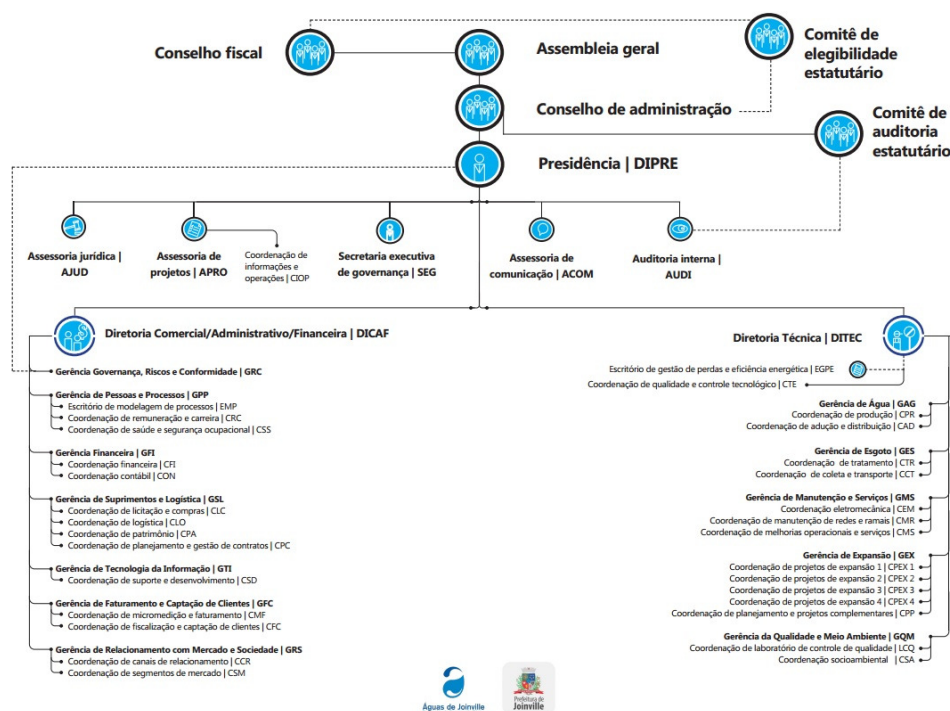 Conselho fiscal
Assembleia geral
Comitê de
elegibilidade
estatutário
Conselho de administração
Comitê de
auditoria
estatutário
Presidência | DIPRE
Assessoria jurídica |
AJUD
Assessoria de
projetos | APRO
Coordenação de
informações e
operações | CIOP
Secretaria executiva
de governança | SEG
Assessoria de
comunicação | ACOM
Auditoria interna |
AUDI
Diretoria Comercial/Administrativo/Financeira | DICAF
Gerência Governança, Riscos e Conformidade | GRC
Gerência de Pessoas e Processos | GPP
Escritório de modelagem de processos | EMP
Coordenação de remuneração e carreira | CRC
Coordenação de saúde e segurança ocupacional | CSS
Gerência Financeira | GFI
Coordenação financeira | CFI
Coordenação contábil | CON
Gerência de Suprimentos e Logística | GSL
Coordenação de licitação e compras | CLC
Coordenação de logística | CLO
Coordenação de patrimônio | CPA
Coordenação de planejamento e gestão de contratos | CPC
Gerência de Tecnologia da Informação | GTI
Coordenação de suporte e desenvolvimento | CSD
Gerência de Faturamento e Captação de Clientes | GFC
Coordenação de micromedição e faturamento | CMF
Coordenação de fiscalização e captação de clientes | CFC
Gerência de Relacionamento com Mercado e Sociedade | GRS
Coordenação de canais de relacionamento | CCR
Coordenação de segmentos de mercado | CSM
Diretoria Técnica | DITEC
Escritório de gestão de perdas e eficiência energética | EGPE
Coordenação de qualidade e controle tecnológico | CTE
Gerência de Água | GAG
Coordenação de produção | CPR
Coordenação de adução e distribuição | CAD
Gerência de Esgoto | GES
Coordenação de tratamento | CTR
Coordenação de coleta e transporte | CCT
Gerência de Manutenção e Serviços | GMS
Coordenação eletromecânica | CEM
Coordenação de manutenção de redes e ramais | CMR
Coordenação de melhorias operacionais e serviços | CMS
Gerência de Expansão | GEX
Coordenação de projetos de expansão 1 | CPEX 1
Coordenação de projetos de expansão 2 | CPEX 2
Coordenação de projetos de expansão 3 | CPEX 3
Coordenação de projetos de expansão 4 | CPEX 4
Coordenação de planejamento e projetos complementares | CPP
Gerência da Qualidade e Meio Ambiente | GQM
Coordenação de laboratório de controle de qualidade | LCQ
Coordenação socioambiental | CSA
Águas de Joinville
Prefeitura de
Joinville